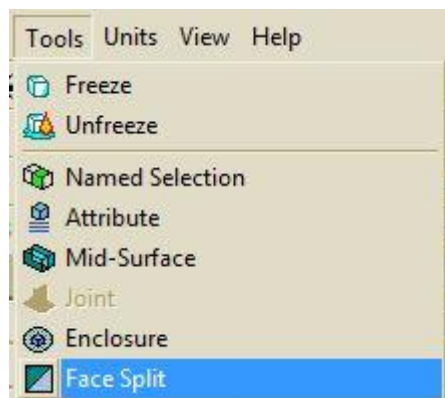 Tools Units View Help
Freeze
Unfreeze
Named Selection
Attribute
Mid-Surface
Joint
Enclosure
Face Split